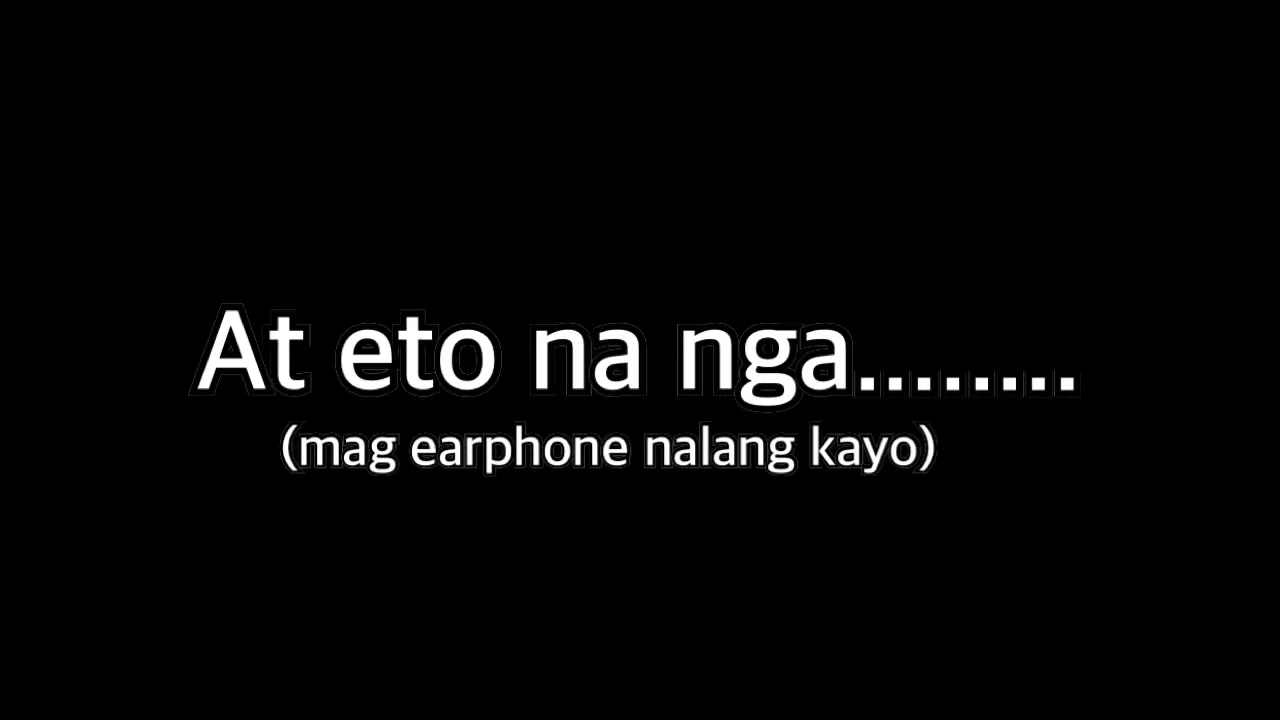 At eto na nga........
(mag earphone nalang kayo)